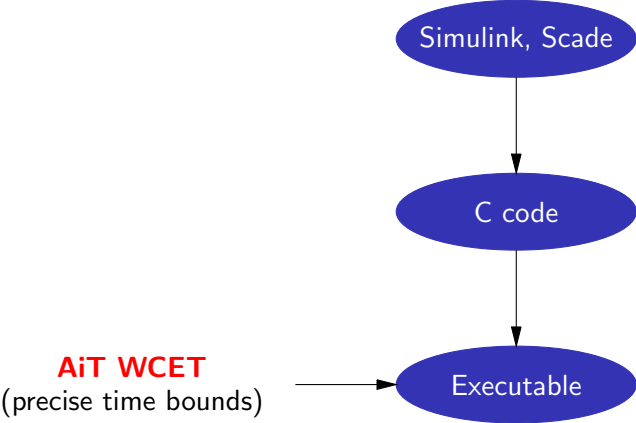 Simulink, Scade
C code
AiT WCET
(precise time bounds)
Executable